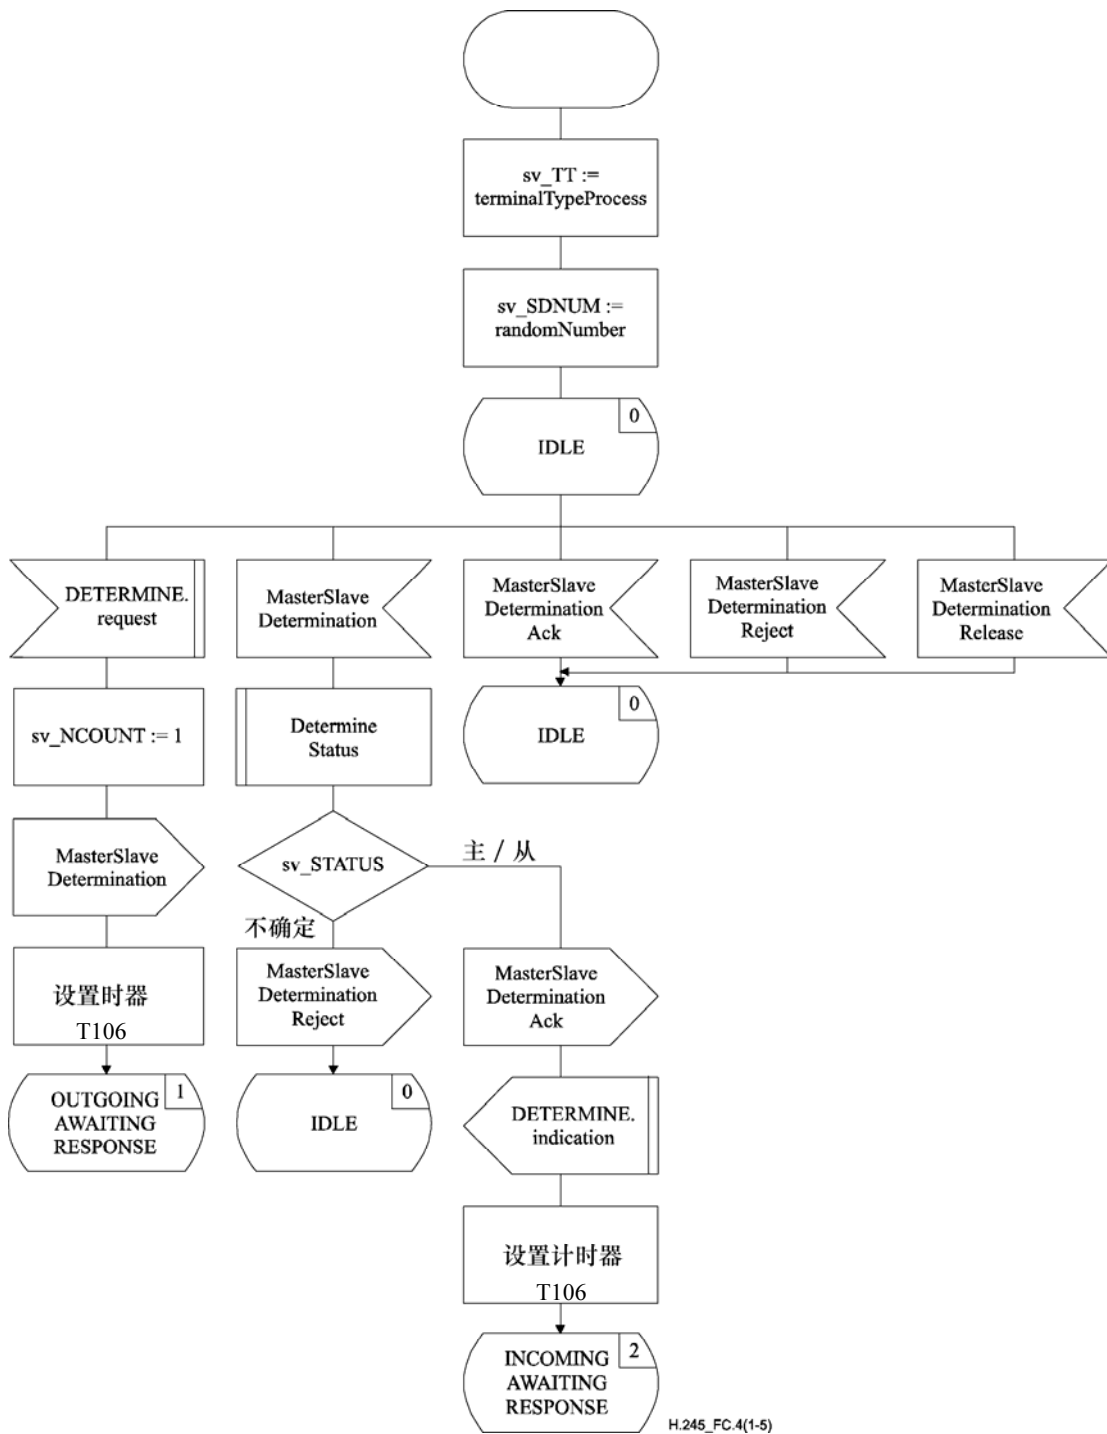 sv_TT :=
terminalTypeProcess
sv_SDNUM :=
randomNumber
0
IDLE
DETERMINE.
request
MasterSlave
Determination
MasterSlave
Determination
Ack
MasterSlave
Determination
Reject
MasterSlave
Determination
Release
sv_NCOUNT := 1
Determine
Status
0
IDLE
MasterSlave
Determination
sv_STATUS
主 / 从
不确定
设置时器
T106
MasterSlave
Determination
Reject
MasterSlave
Determination
Ack
1
OUTGOING
AWAITING
RESPONSE
0
IDLE
DETERMINE.
indication
设置计时器
T106
2
INCOMING
AWAITING
RESPONSE
H.245_FC.4(1-5)